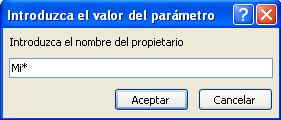 Introduzca el valor del parámetro
Introduzca el nombre del propietario
Mi*
Aceptar
Cancelar